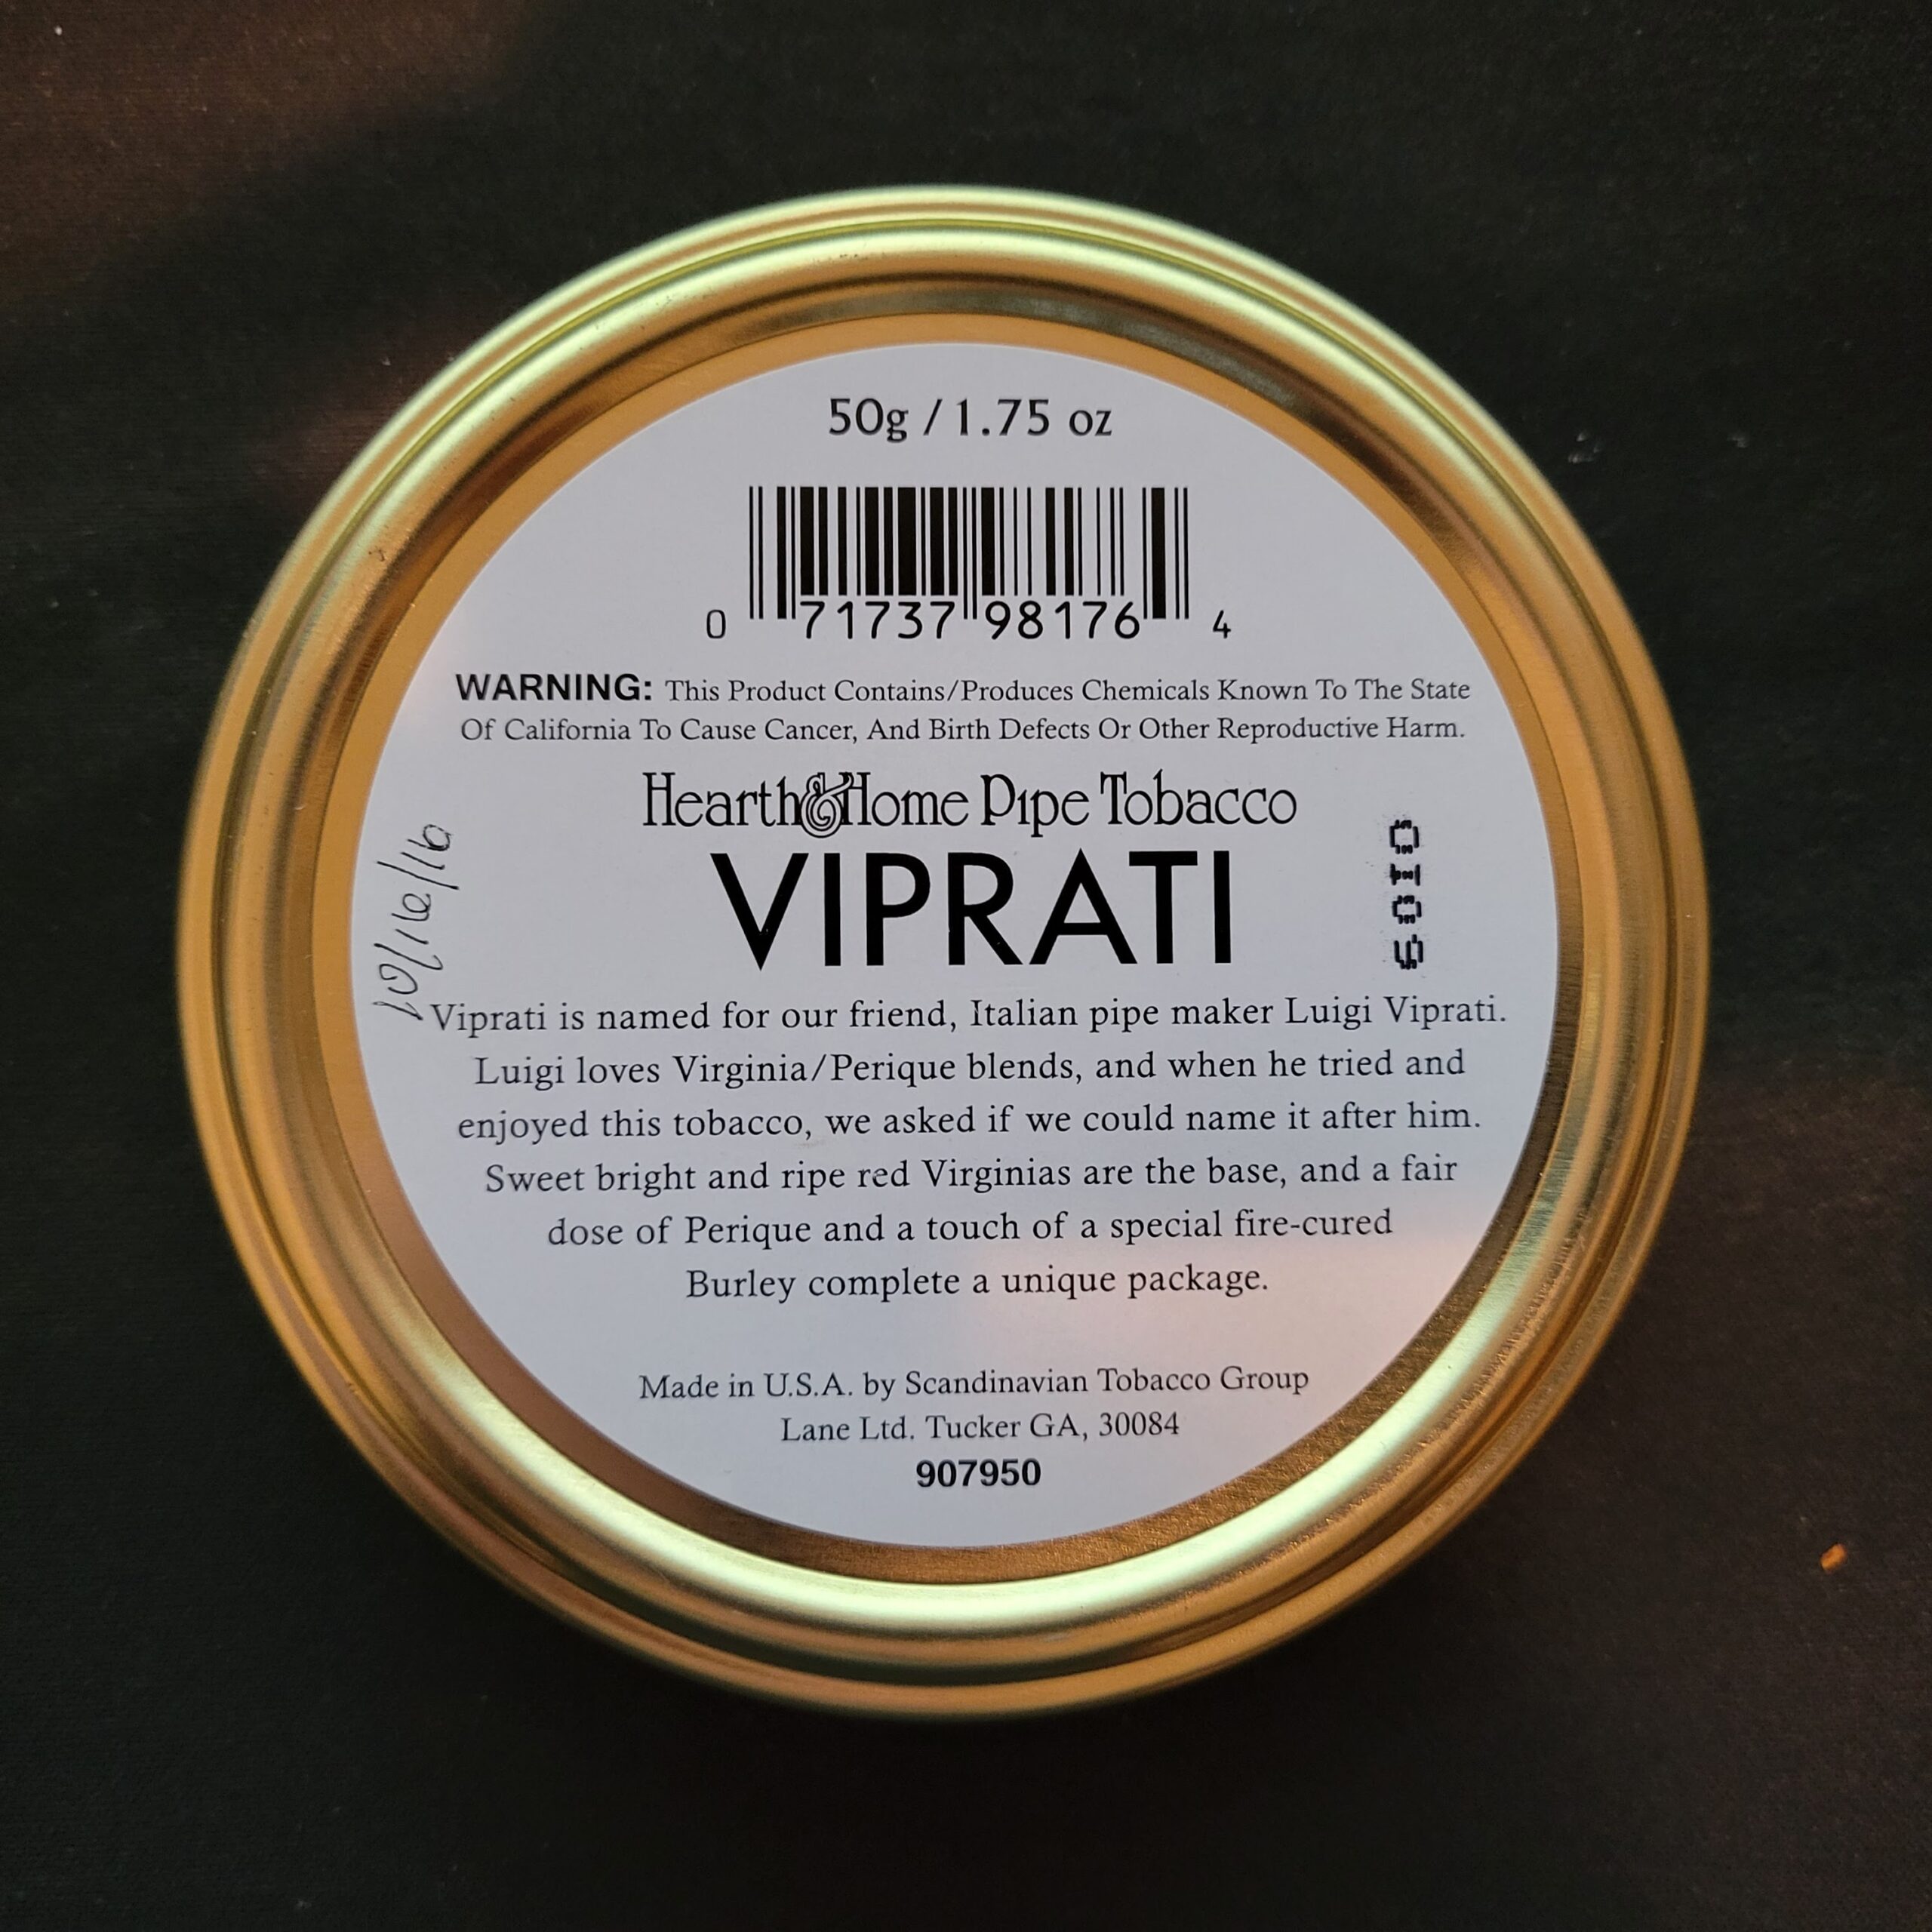 50g / 1.75 oz
0 71737 98176 4
WARNING: This Product Contains/Produces Chemicals Known To The State
Of California To Cause Cancer, And Birth Defects Or Other Reproductive Harm.
Hearth & Home Pipe Tobacco
VIPRATI
10/16/16
Viprati is named for our friend, Italian pipe maker Luigi Viprati.
Luigi loves Virginia/Perique blends, and when he tried and
enjoyed this tobacco, we asked if we could name it after him.
Sweet bright and ripe red Virginias are the base, and a fair
dose of Perique and a touch of a special fire-cured
Burley complete a unique package.
Made in U.S.A. by Scandinavian Tobacco Group
Lane Ltd. Tucker GA, 30084
907950